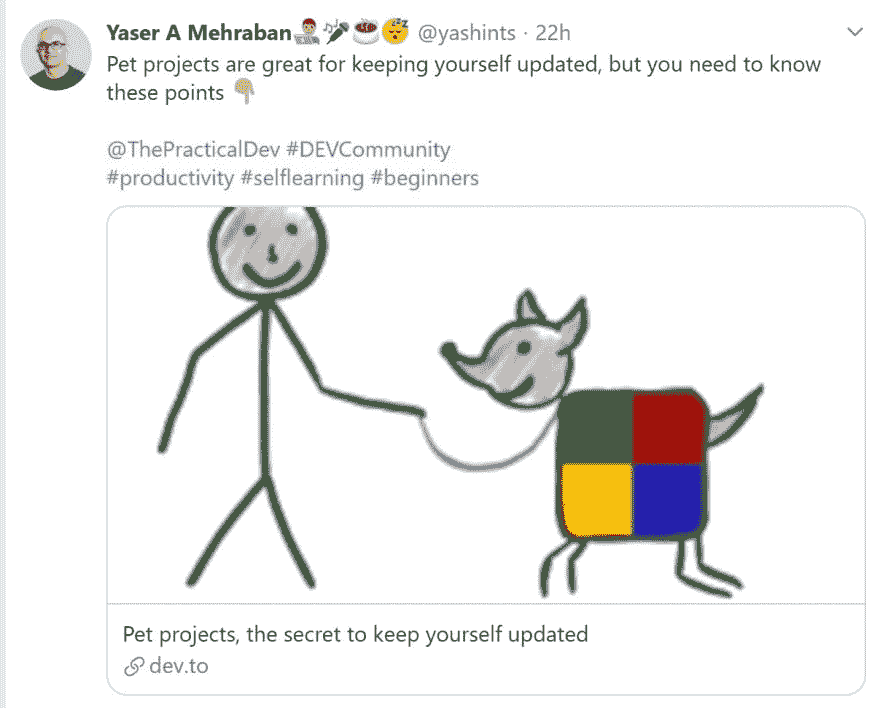 Yaser A Mehraban👨🏻‍💻🎤☕😴 @yashints · 22h
Pet projects are great for keeping yourself updated, but you need to know
these points 👇
@ThePracticalDev #DEVCommunity
#productivity #selflearning #beginners
Pet projects, the secret to keep yourself updated
dev.to